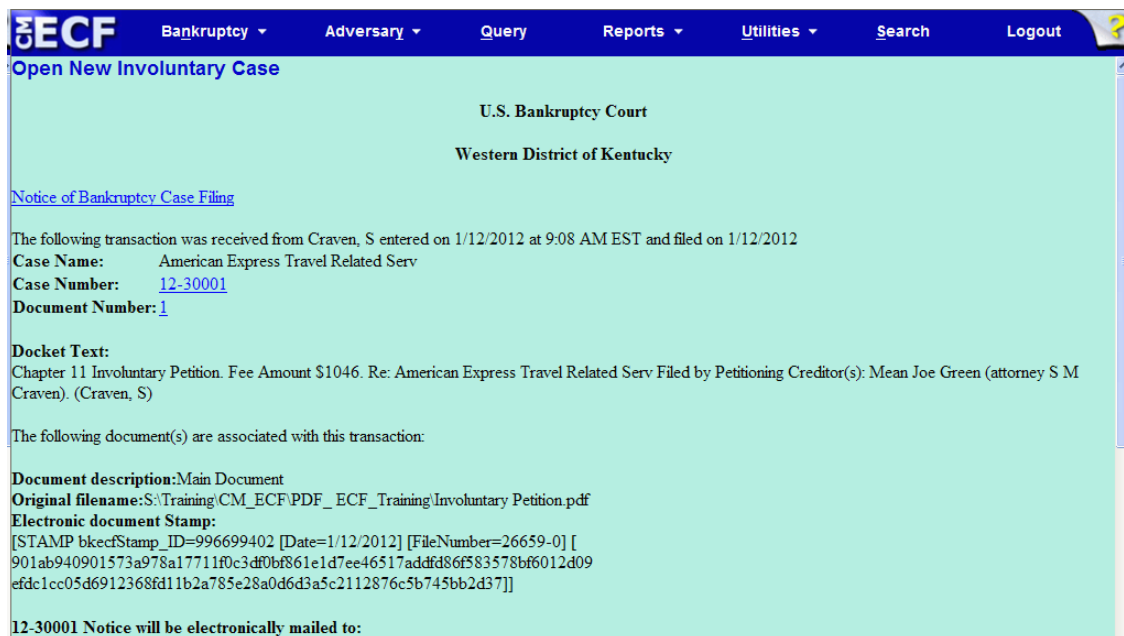 CM ECF Bankruptcy Adversary Query Reports Utilities Search Logout ?
Open New Involuntary Case
U.S. Bankruptcy Court
Western District of Kentucky
Notice of Bankruptcy Case Filing
The following transaction was received from Craven, S entered on 1/12/2012 at 9:08 AM EST and filed on 1/12/2012
Case Name: American Express Travel Related Serv
Case Number: 12-30001
Document Number: 1
Docket Text:
Chapter 11 Involuntary Petition. Fee Amount $1046. Re: American Express Travel Related Serv Filed by Petitioning Creditor(s): Mean Joe Green (attorney S M
Craven). (Craven, S)
The following document(s) are associated with this transaction:
Document description:Main Document
Original filename:S:\Training\CM_ECF\PDF_ ECF_Training\Involuntary Petition.pdf
Electronic document Stamp:
[STAMP bkecfStamp_ID=996699402 [Date=1/12/2012] [FileNumber=26659-0] [
901ab940901573a978a17711f0c3df0bf861e1d7ee46517addfd86f583578bf6012d09
efdc1cc05d6912368fd11b2a785e28a0d6d3a5c2112876c5b745bb2d37]]
12-30001 Notice will be electronically mailed to: